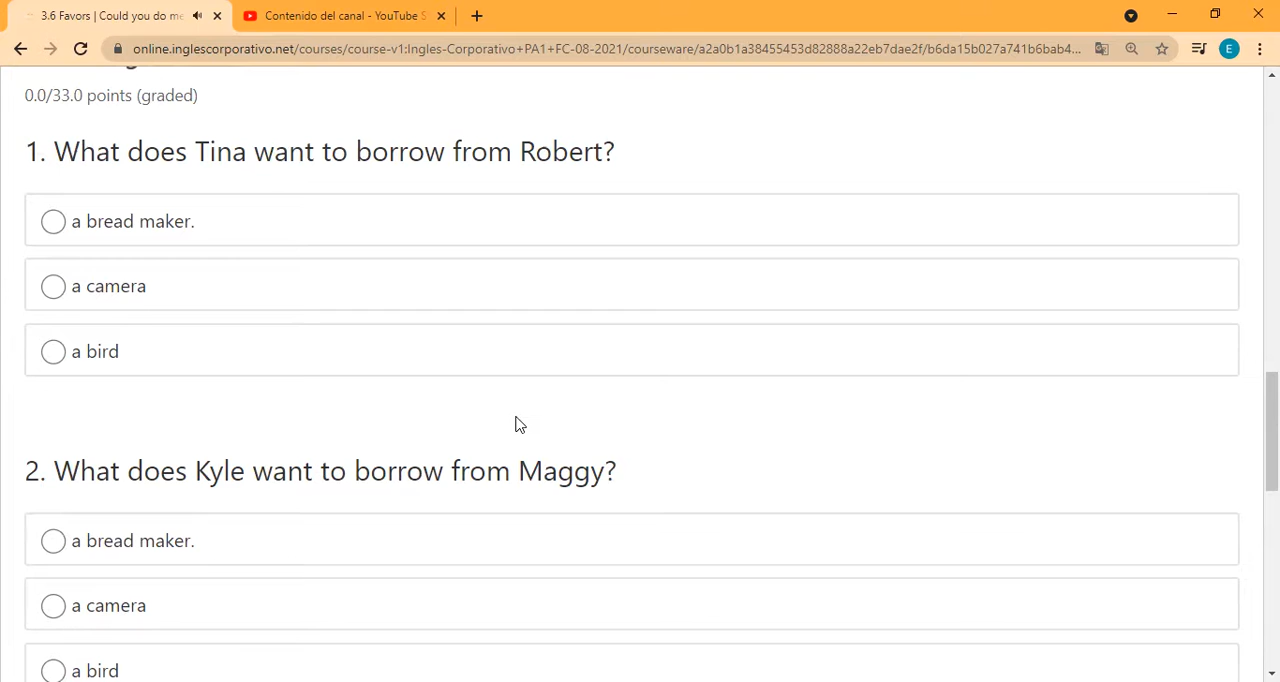 3.6 Favors | Could you do me
Contenido del canal - YouTube S
online.inglescorporativo.net/courses/course-v1:Ingles-Corporativo+PA1+FC-08-2021/courseware/a2a0b1a38455453d82888a22eb7dae2f/b6da15b027a741b6bab4...
E
0.0/33.0 points (graded)
1. What does Tina want to borrow from Robert?
a bread maker.
a camera
a bird
2. What does Kyle want to borrow from Maggy?
a bread maker.
a camera
a bird